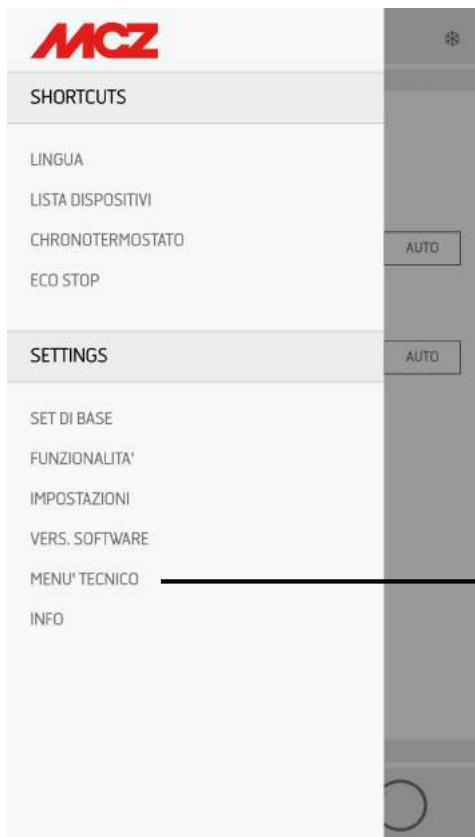 MCZ
SHORTCUTS
LINGUA
LISTA DISPOSITIVI
CHRONOTERMOSTATO
AUTO
ECO STOP
SETTINGS
AUTO
SET DI BASE
FUNZIONALITA'
IMPOSTAZIONI
VERS. SOFTWARE
MENU' TECNICO
INFO